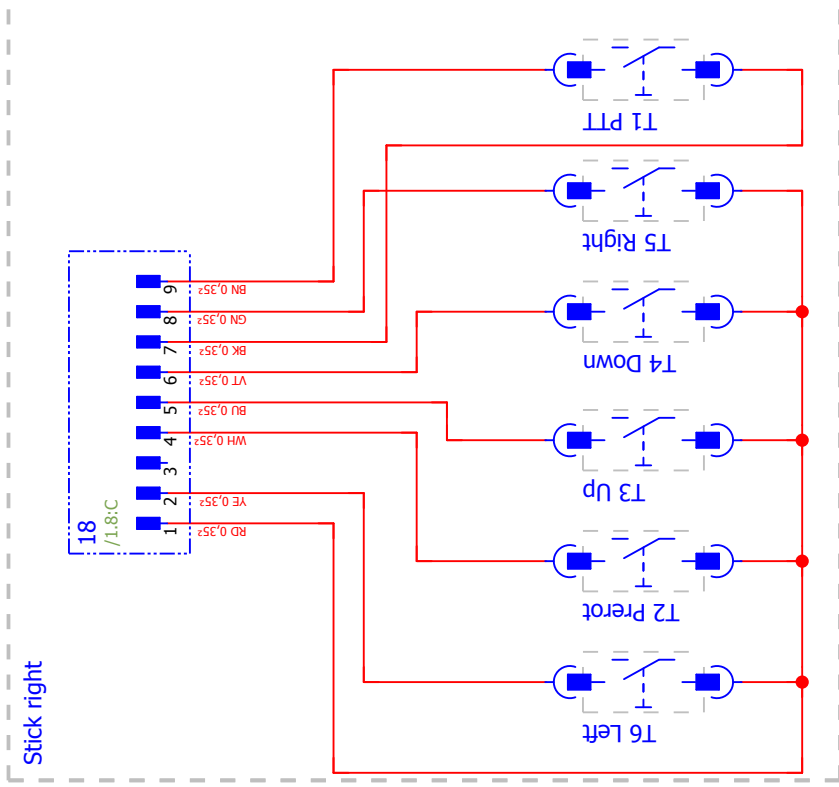 T1 PTT
T5 Right
T4 Down
T3 Up
T2 Prerot
T6 Left
9 BN 0,35²
8 GN 0,35²
7 BK 0,35²
6 VT 0,35²
5 BU 0,35²
4 WH 0,35²
3
2 YE 0,35²
1 RD 0,35²
18
/1.8:C
Stick right